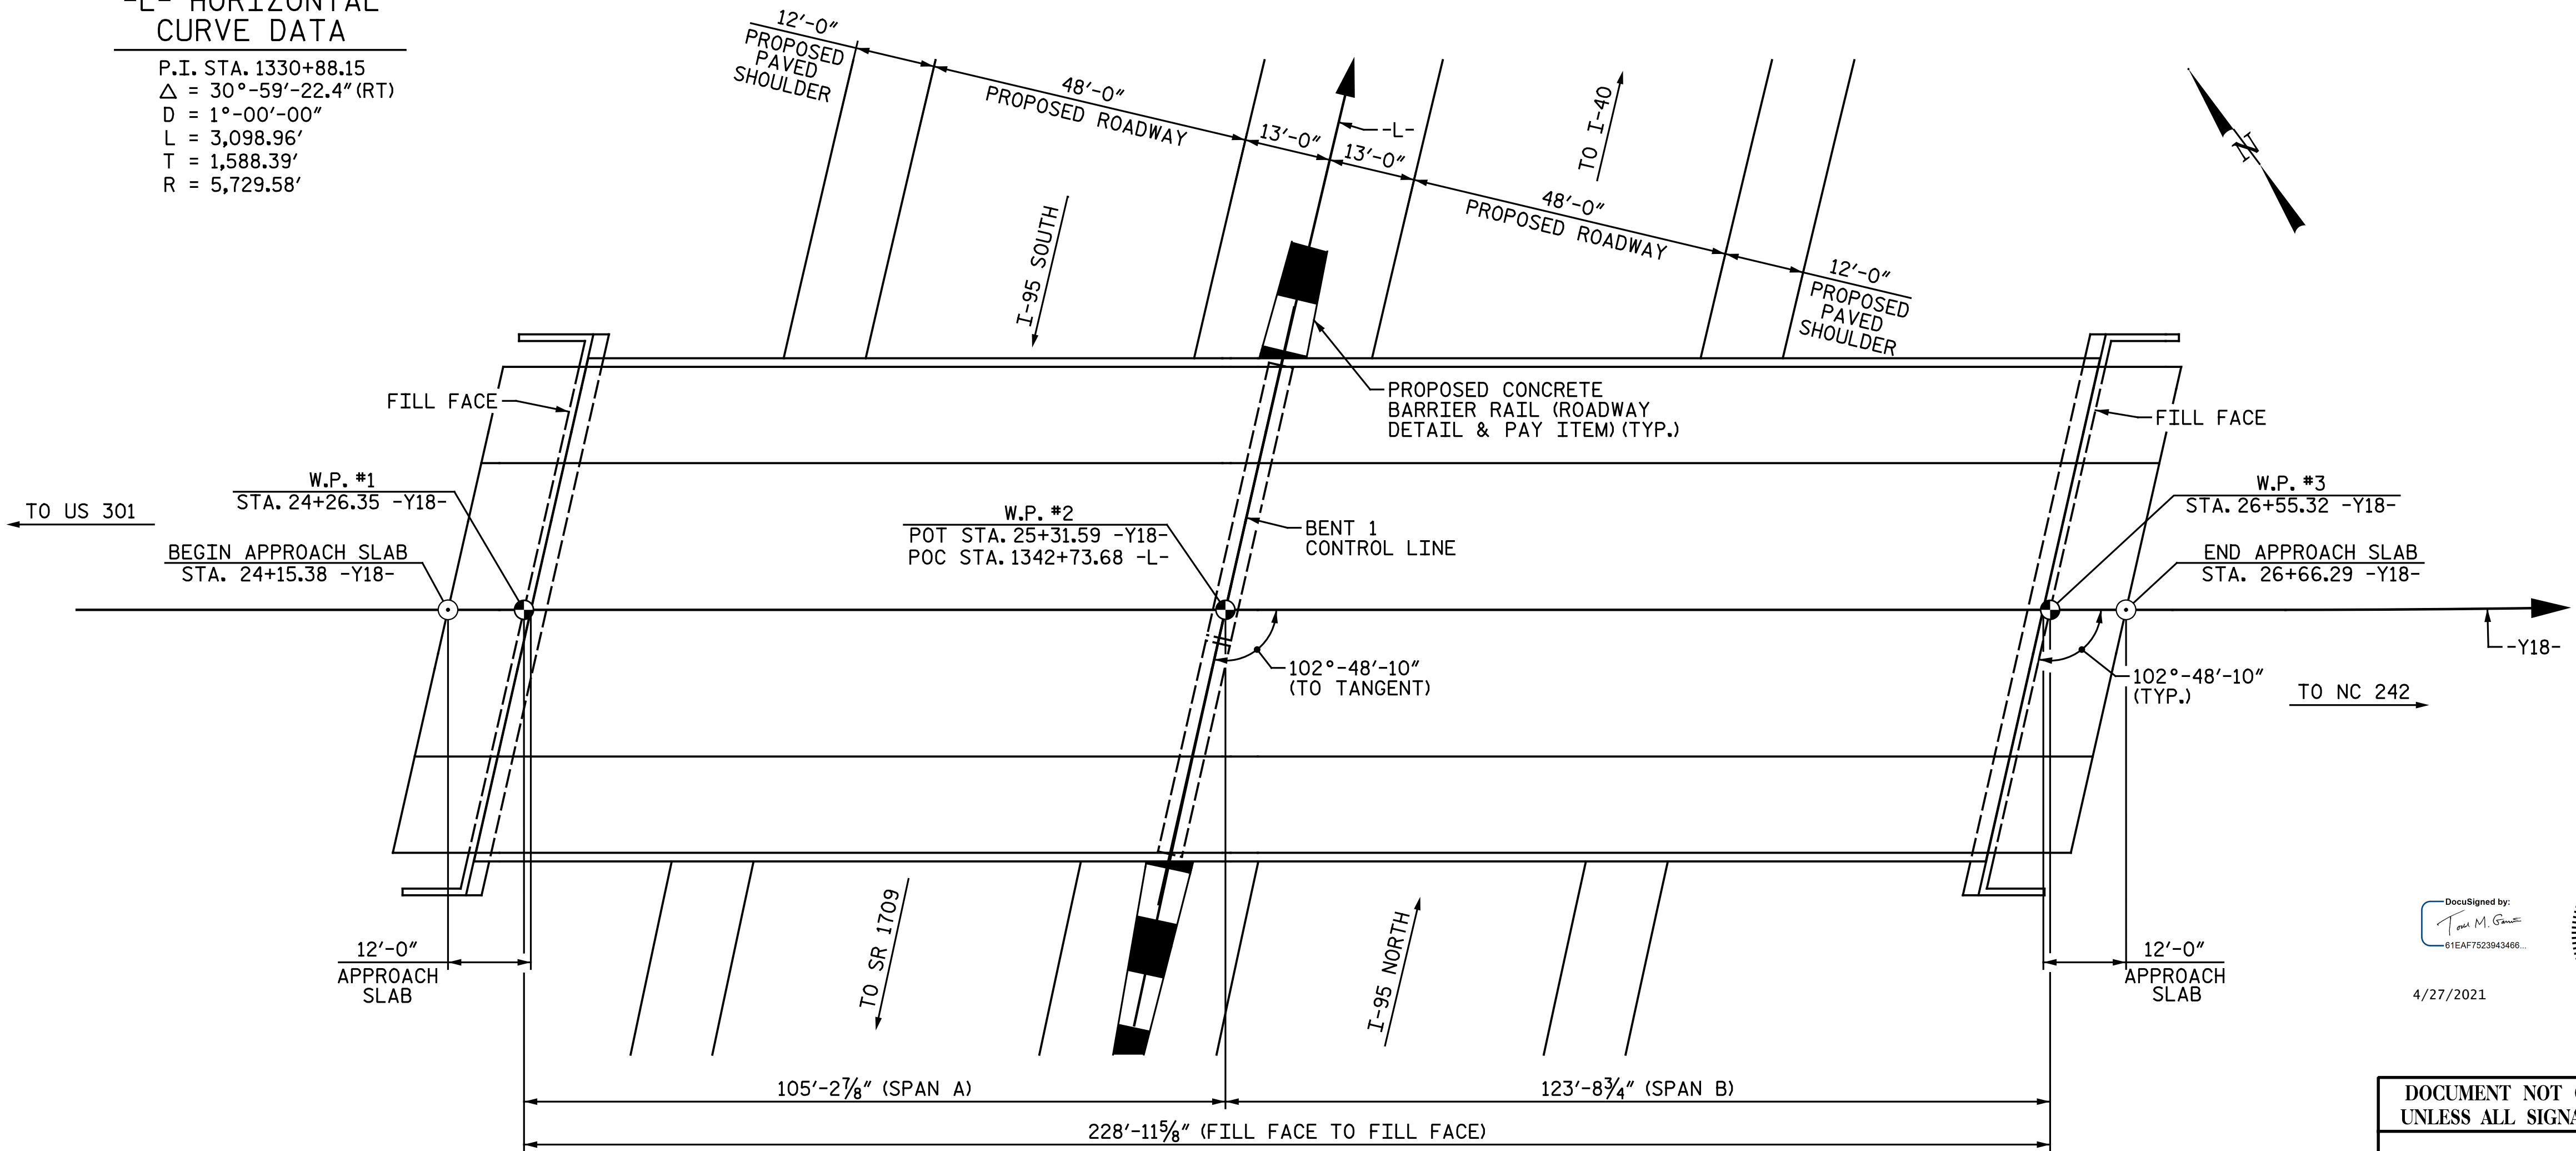 -L- HORIZONTAL
CURVE DATA
P.I. STA. 1330+88.15
△ = 30°-59'-22.4" (RT)
D = 1°-00'-00"
L = 3,098.96'
T = 1,588.39'
R = 5,729.58'
12'-0"
PROPOSED
PAVED
SHOULDER
48'-0"
PROPOSED ROADWAY
13'-0"
13'-0"
-L-
48'-0"
PROPOSED ROADWAY
12'-0"
PROPOSED
PAVED
SHOULDER
I-95 SOUTH
TO I-40
N
FILL FACE
PROPOSED CONCRETE
BARRIER RAIL (ROADWAY
DETAIL & PAY ITEM) (TYP.)
FILL FACE
TO US 301
W.P. #1
STA. 24+26.35 -Y18-
BEGIN APPROACH SLAB
STA. 24+15.38 -Y18-
W.P. #2
POT STA. 25+31.59 -Y18-
POC STA. 1342+73.68 -L-
BENT 1
CONTROL LINE
W.P. #3
STA. 26+55.32 -Y18-
END APPROACH SLAB
STA. 26+66.29 -Y18-
102°-48'-10"
(TO TANGENT)
102°-48'-10"
(TYP.)
-Y18-
TO NC 242
12'-0"
APPROACH
SLAB
TO SR 1709
I-95 NORTH
12'-0"
APPROACH
SLAB
DocuSigned by:
61EAF7523943466...
4/27/2021
105'-2⅞" (SPAN A)
123'-8¾" (SPAN B)
228'-11⅝" (FILL FACE TO FILL FACE)
DOCUMENT NOT
UNLESS ALL